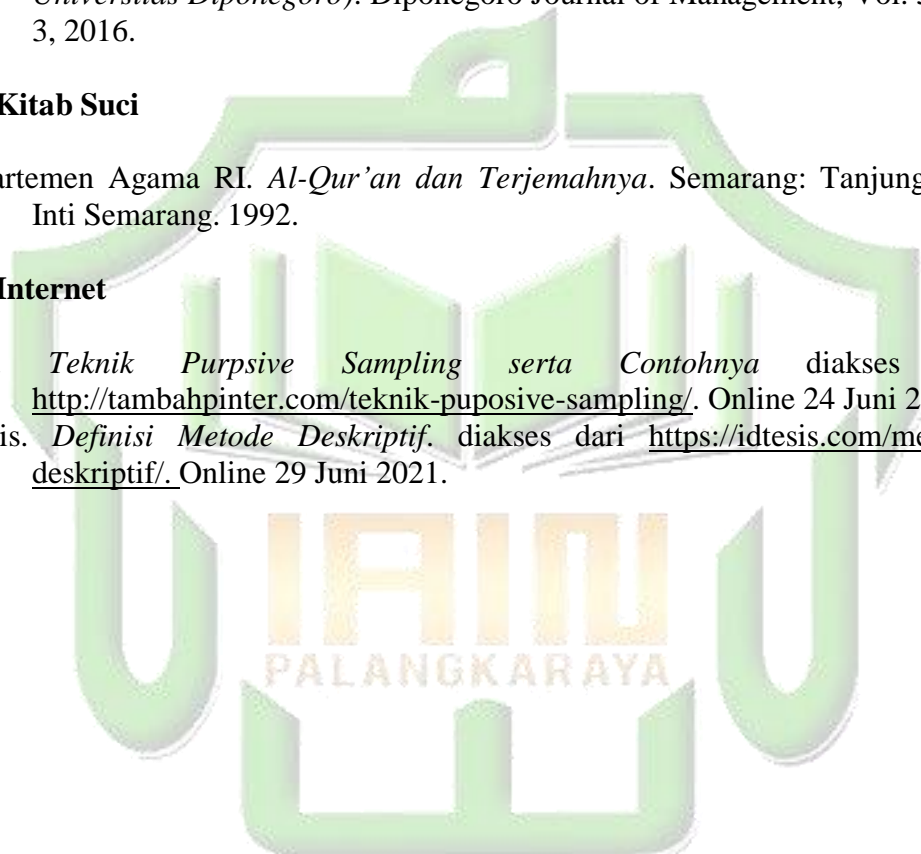 Universitas Diponegoro). Diponegoro Journal of Management, Vol.
3, 2016.
Kitab Suci
artemen Agama RI. Al-Qur'an dan Terjemahnya. Semarang: Tanjung
Inti Semarang. 1992.
Internet
Teknik Purpsive Sampling serta Contohnya diakses
http://tambahpinter.com/teknik-puposive-sampling/. Online 24 Juni 2
is. Definisi Metode Deskriptif. diakses dari https://idtesis.com/me
deskriptif/. Online 29 Juni 2021.
IAIN
PALANGKARAYA